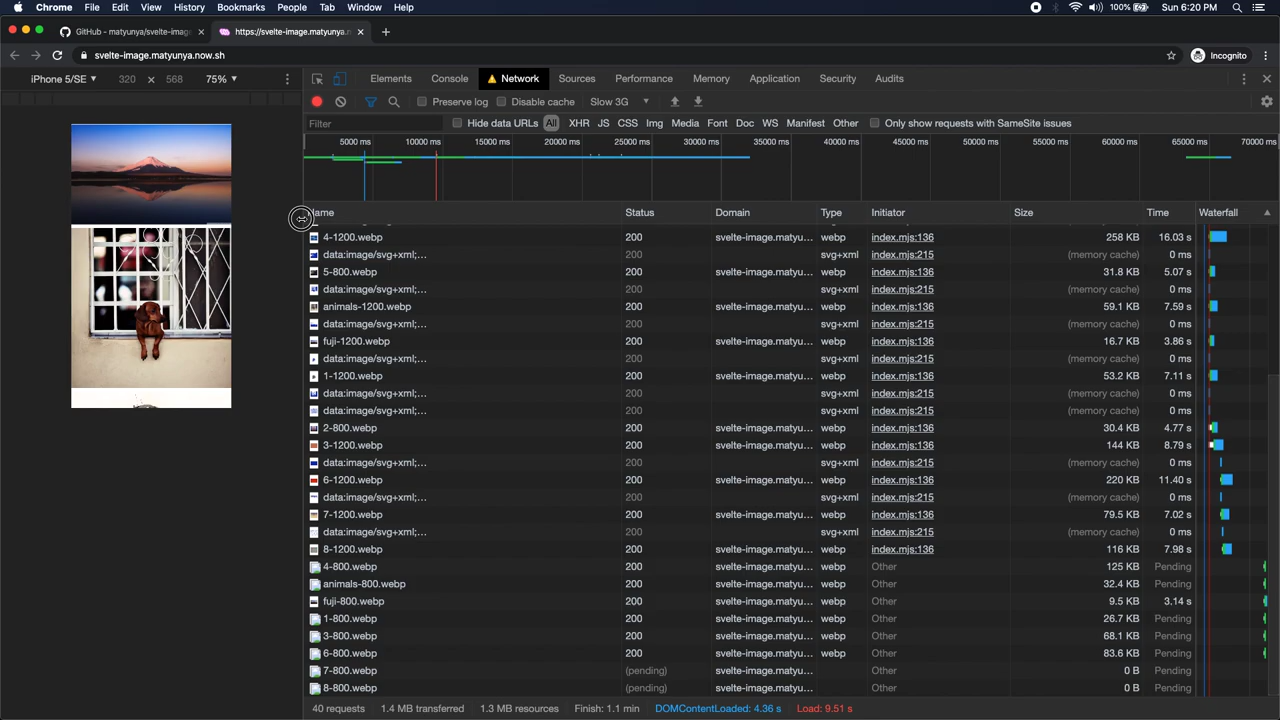 Chrome File Edit View History Bookmarks People Tab Window Help 100% Sun 6:20 PM
GitHub - matyunya/svelte-imag × https://svelte-image.matyunya.n × +
svelte-image.matyunya.now.sh Incognito
iPhone 5/SE ▼ 320 × 568 75% ▼ Elements Console Network Sources Performance Memory Application Security Audits
Preserve log Disable cache Slow 3G ▼
Filter Hide data URLs All XHR JS CSS Img Media Font Doc WS Manifest Other Only show requests with SameSite issues
5000 ms 10000 ms 15000 ms 20000 ms 25000 ms 30000 ms 35000 ms 40000 ms 45000 ms 50000 ms 55000 ms 60000 ms 65000 ms 70000 ms
Name Status Domain Type Initiator Size Time Waterfall ▲
4-1200.webp 200 svelte-image.matyu... webp index.mjs:136 258 KB 16.03 s
data:image/svg+xml;... 200 svg+xml index.mjs:215 (memory cache) 0 ms
5-800.webp 200 svelte-image.matyu... webp index.mjs:136 31.8 KB 5.07 s
data:image/svg+xml;... 200 svg+xml index.mjs:215 (memory cache) 0 ms
animals-1200.webp 200 svelte-image.matyu... webp index.mjs:136 59.1 KB 7.59 s
data:image/svg+xml;... 200 svg+xml index.mjs:215 (memory cache) 0 ms
fuji-1200.webp 200 svelte-image.matyu... webp index.mjs:136 16.7 KB 3.86 s
data:image/svg+xml;... 200 svg+xml index.mjs:215 (memory cache) 0 ms
1-1200.webp 200 svelte-image.matyu... webp index.mjs:136 53.2 KB 7.11 s
data:image/svg+xml;... 200 svg+xml index.mjs:215 (memory cache) 0 ms
data:image/svg+xml;... 200 svg+xml index.mjs:215 (memory cache) 0 ms
2-800.webp 200 svelte-image.matyu... webp index.mjs:136 30.4 KB 4.77 s
3-1200.webp 200 svelte-image.matyu... webp index.mjs:136 144 KB 8.79 s
data:image/svg+xml;... 200 svg+xml index.mjs:215 (memory cache) 0 ms
6-1200.webp 200 svelte-image.matyu... webp index.mjs:136 220 KB 11.40 s
data:image/svg+xml;... 200 svg+xml index.mjs:215 (memory cache) 0 ms
7-1200.webp 200 svelte-image.matyu... webp index.mjs:136 79.5 KB 7.02 s
data:image/svg+xml;... 200 svg+xml index.mjs:215 (memory cache) 0 ms
8-1200.webp 200 svelte-image.matyu... webp index.mjs:136 116 KB 7.98 s
4-800.webp 200 svelte-image.matyu... webp Other 125 KB Pending
animals-800.webp 200 svelte-image.matyu... webp Other 32.4 KB Pending
fuji-800.webp 200 svelte-image.matyu... webp Other 9.5 KB 3.14 s
1-800.webp 200 svelte-image.matyu... webp Other 26.7 KB Pending
3-800.webp 200 svelte-image.matyu... webp Other 68.1 KB Pending
6-800.webp 200 svelte-image.matyu... webp Other 83.6 KB Pending
7-800.webp (pending) svelte-image.matyu... Other 0 B Pending
8-800.webp (pending) svelte-image.matyu... Other 0 B Pending
40 requests 1.4 MB transferred 1.3 MB resources Finish: 1.1 min DOMContentLoaded: 4.36 s Load: 9.51 s